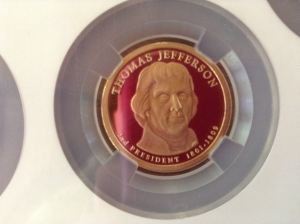 THOMAS JEFFERSON
3rd PRESIDENT 1801-1809